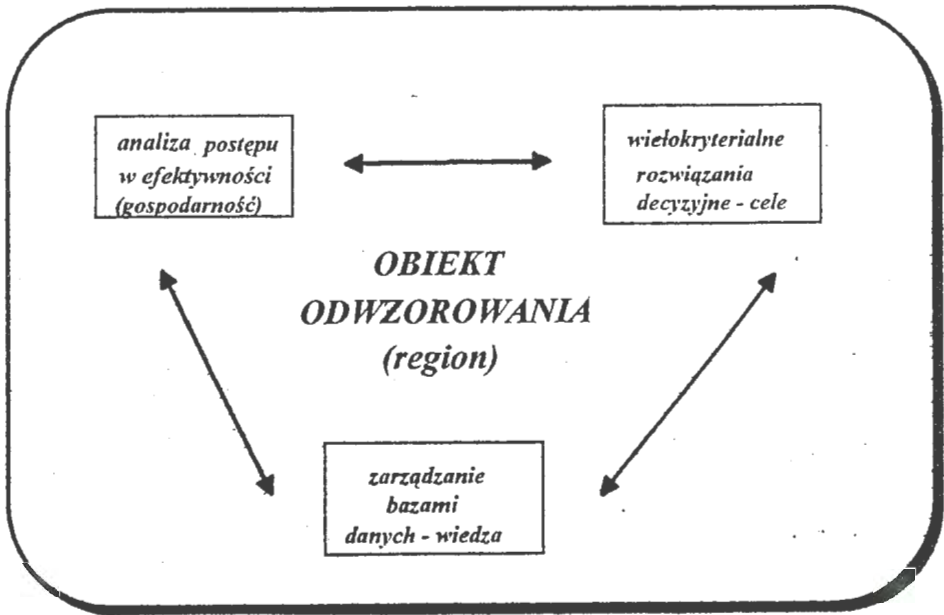 analiza postępu
w efektywności
(gospodarność)
wielokryterialne
rozwiązania
decyzyjne - cele
OBIEKT
ODWZOROWANIA
(region)
zarządzanie
bazami
danych - wiedza